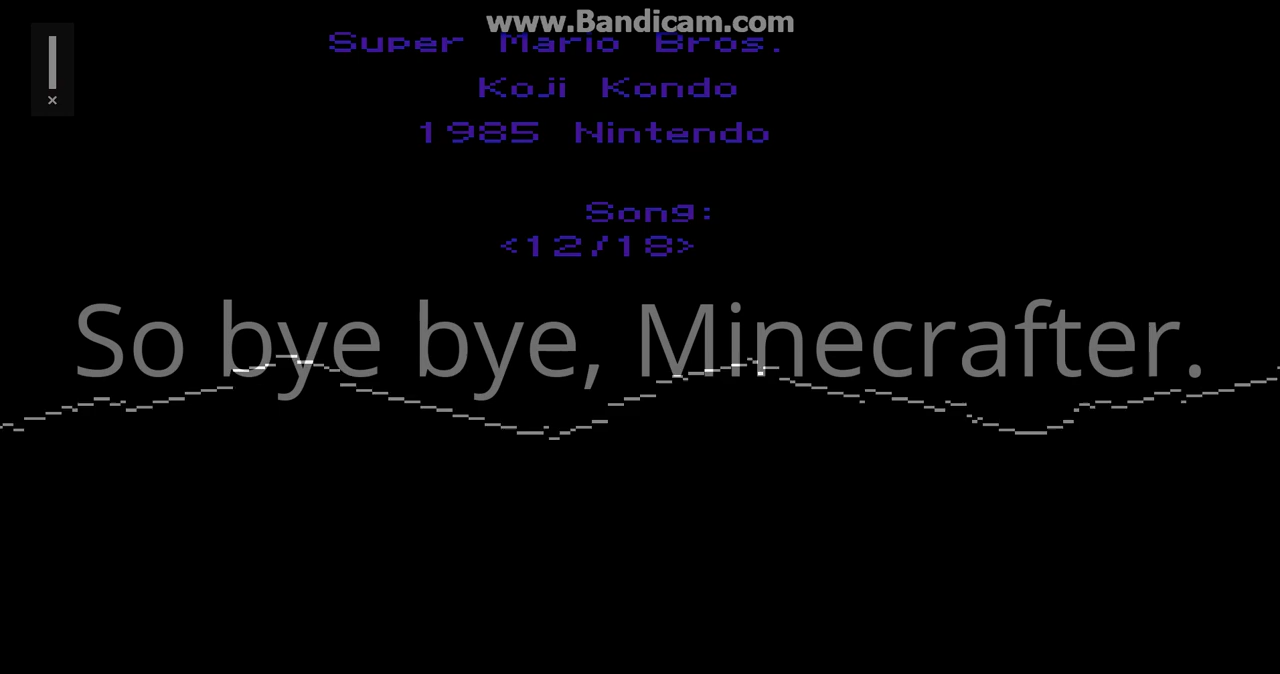 www.Bandicam.com
Super Mario Bros.
Koji Kondo
1985 Nintendo
Song:
<12/18>
So bye bye, Minecrafter.